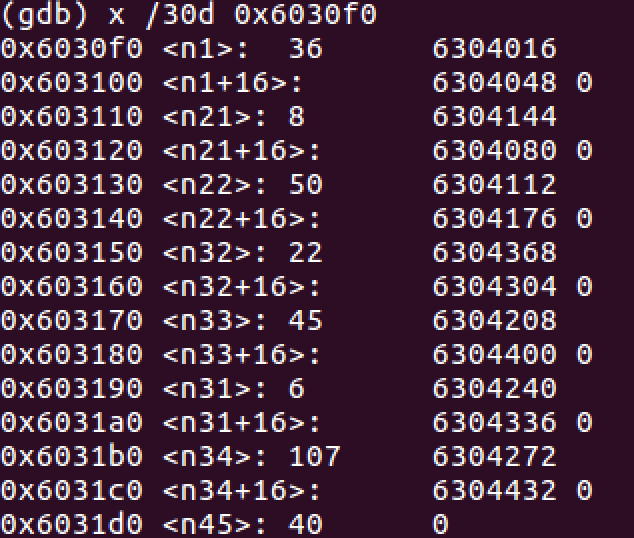 (gdb) x /30d 0x6030f0
0x6030f0 <n1>: 36 6304016
0x603100 <n1+16>: 6304048 0
0x603110 <n21>: 8 6304144
0x603120 <n21+16>: 6304080 0
0x603130 <n22>: 50 6304112
0x603140 <n22+16>: 6304176 0
0x603150 <n32>: 22 6304368
0x603160 <n32+16>: 6304304 0
0x603170 <n33>: 45 6304208
0x603180 <n33+16>: 6304400 0
0x603190 <n31>: 6 6304240
0x6031a0 <n31+16>: 6304336 0
0x6031b0 <n34>: 107 6304272
0x6031c0 <n34+16>: 6304432 0
0x6031d0 <n45>: 40 0